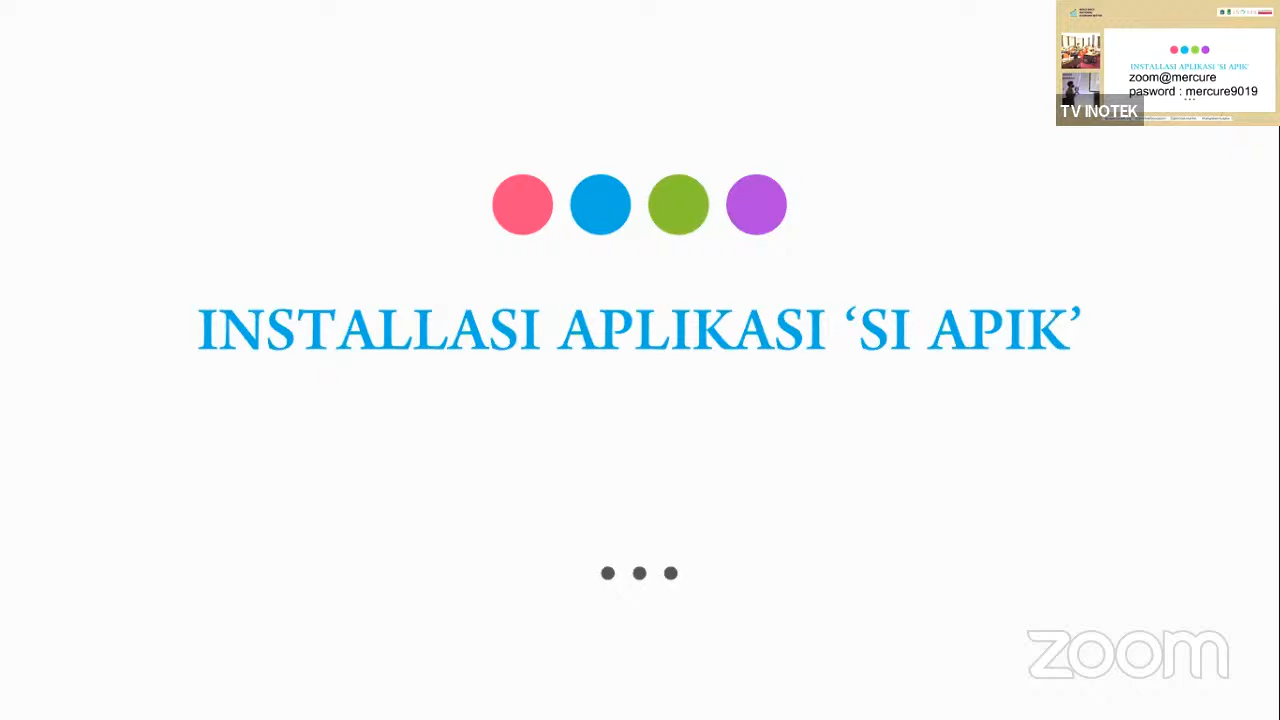 INSTALLASI APLIKASI ‘SI APIK’
INSTALLASI APLIKASI 'SI APIK'
zoom@mercure
pasword : mercure9019
TV INOTEK
zoom